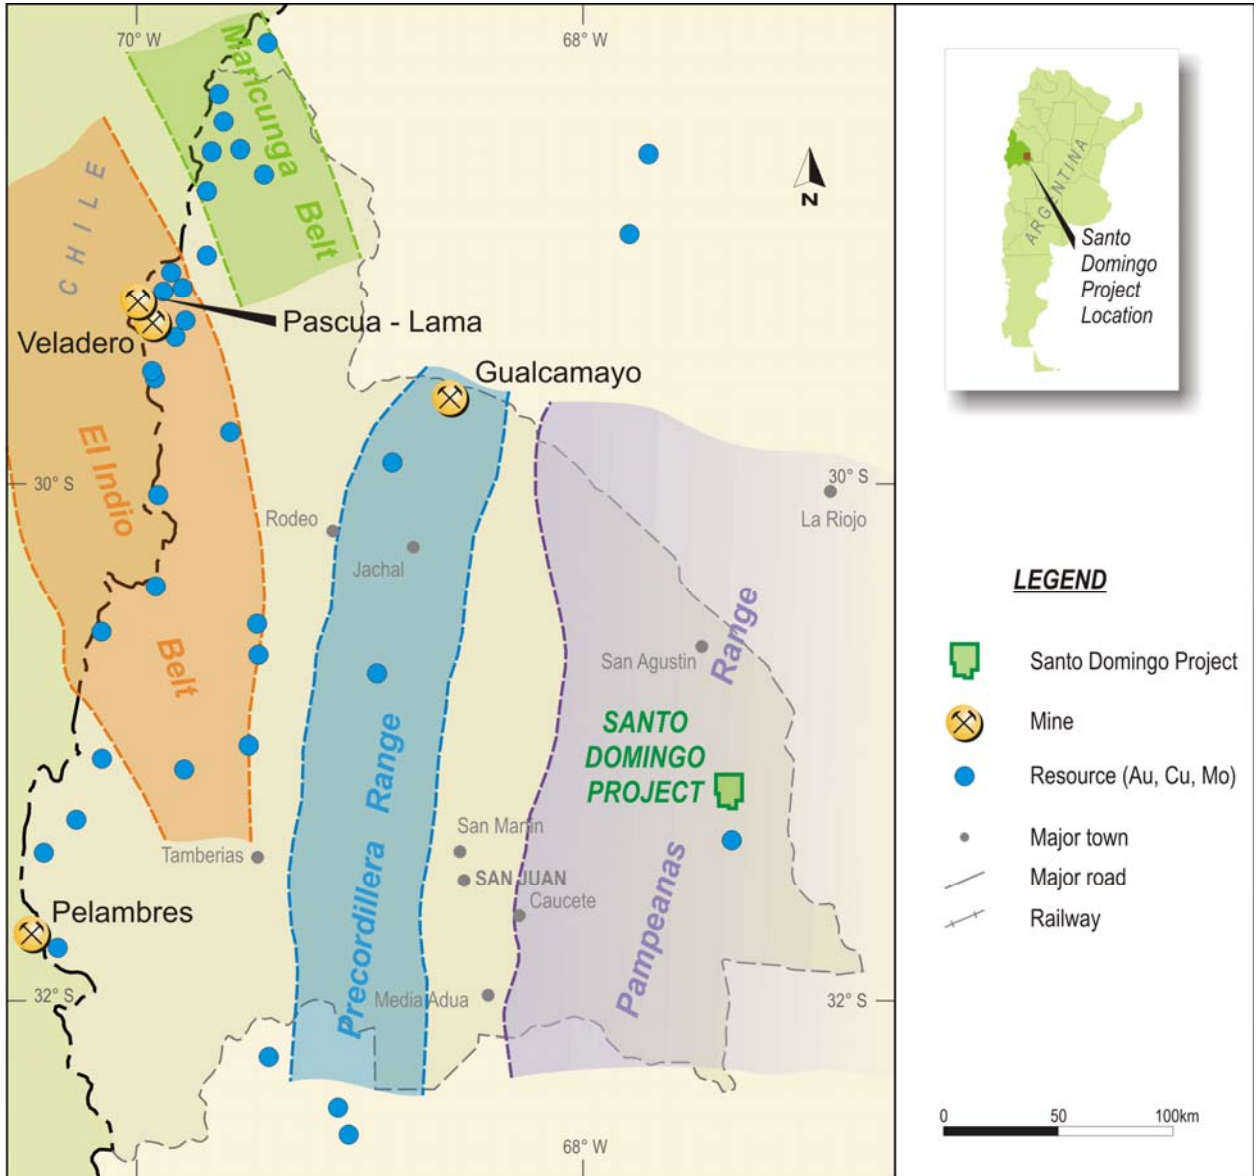 70° W
68° W
Maricunga
Belt
CHILE
N
Pascua - Lama
Veladero
Gualcamayo
El Indio
Belt
30° S
30° S
La Riojo
Rodeo
Jachal
San Agustin
Range
SANTO
DOMINGO
PROJECT
Precordillera Range
Pampeanas
San Martin
SAN JUAN
Caucete
Tamberias
Pelambres
Media Adua
32° S
32° S
68° W
ARGENTINA
Santo
Domingo
Project
Location
LEGEND
Santo Domingo Project
Mine
Resource (Au, Cu, Mo)
Major town
Major road
Railway
0 50 100km